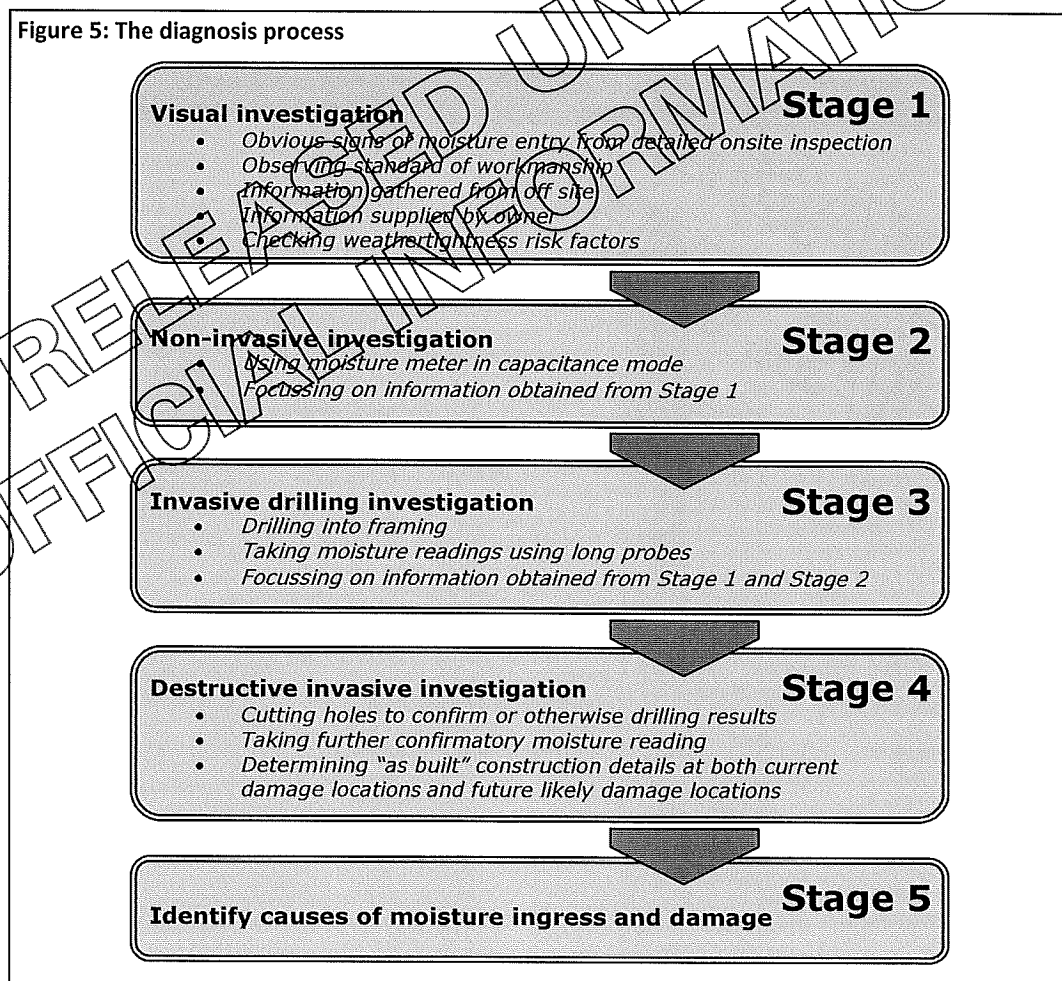 Figure 5: The diagnosis process
RELEASED UN
OFFICIAL INFORMATIO
Stage 1
Visual investigation
• Obvious signs of moisture entry from detailed onsite inspection
• Observing standard of workmanship
• Information gathered from off site
• Information supplied by owner
• Checking weathertightness risk factors
Stage 2
Non-invasive investigation
• Using moisture meter in capacitance mode
• Focussing on information obtained from Stage 1
Stage 3
Invasive drilling investigation
• Drilling into framing
• Taking moisture readings using long probes
• Focussing on information obtained from Stage 1 and Stage 2
Stage 4
Destructive invasive investigation
• Cutting holes to confirm or otherwise drilling results
• Taking further confirmatory moisture reading
• Determining “as built” construction details at both current
damage locations and future likely damage locations
Stage 5
Identify causes of moisture ingress and damage